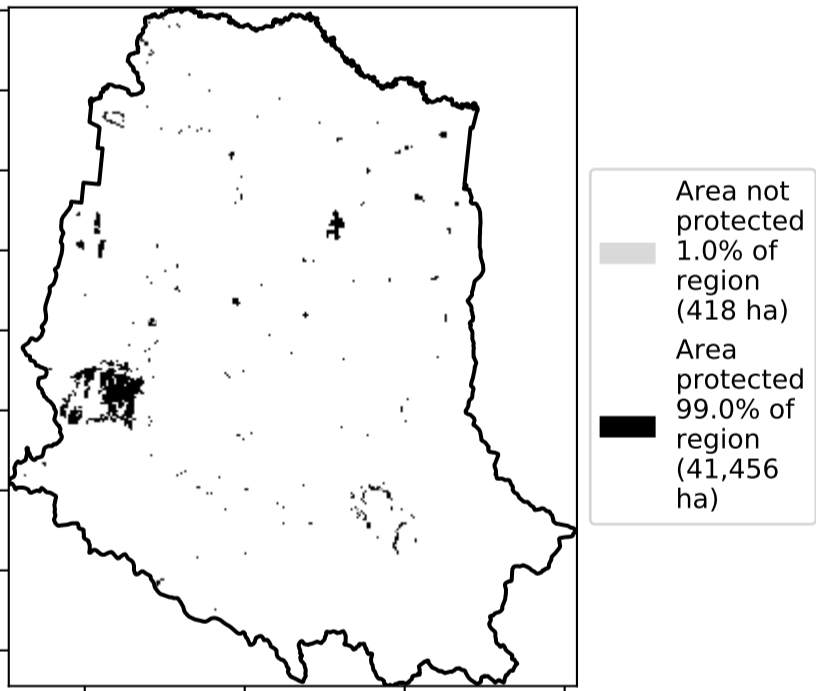 Area not
protected
1.0% of
region
(418 ha)
Area
protected
99.0% of
region
(41,456
ha)